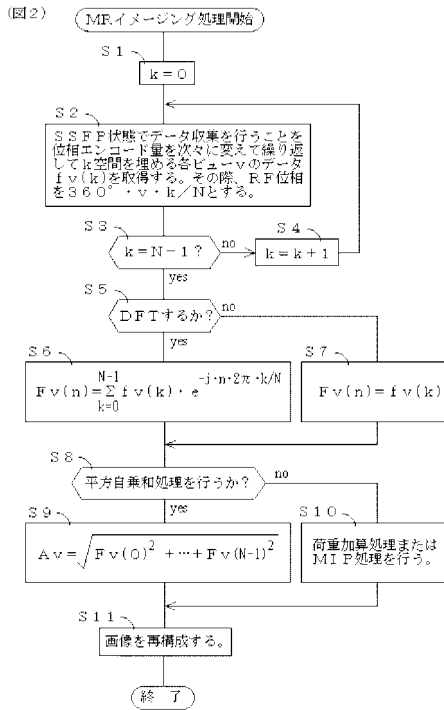 (図2)
MRイメージング処理開始
S1
k=0
S2
SSFP状態でデータ収集を行うことを
位相エンコード量を次々に変えて繰り返
してk空間を埋める各ビューvのデータ
fv(k)を取得する。その際、RF位相
を360°・v・k/Nとする。
S3
k=N-1?
no
S4
k=k+1
yes
S5
DFTするか?
no
yes
S6
Fv(n)=Σfv(k)・e^-j・n・2π・k/N
N-1
k=0
S7
Fv(n)=fv(k)
S8
平方自乗和処理を行うか?
no
yes
S9
Av=√Fv(0)² +…+Fv(N-1)²
S10
荷重加算処理または
MIP処理を行う。
S11
画像を再構成する。
終 了